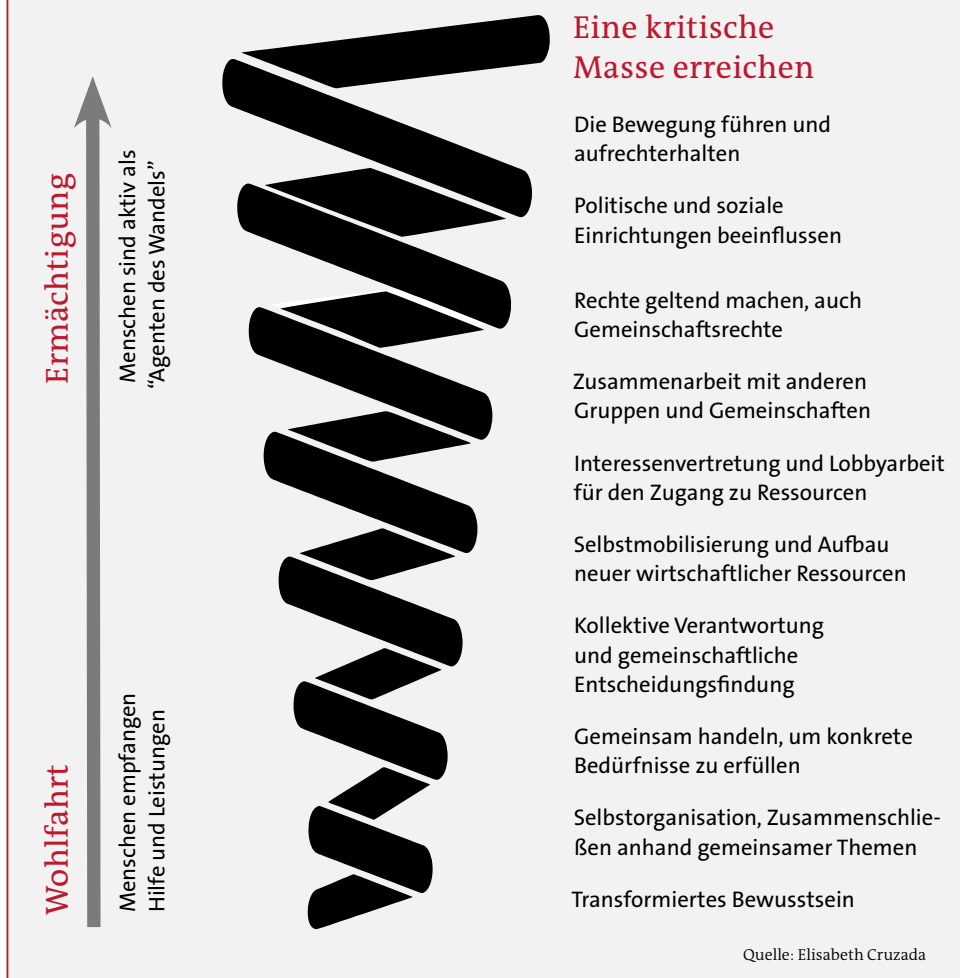 Eine kritische
Masse erreichen
Die Bewegung führen und
aufrechterhalten
Politische und soziale
Einrichtungen beeinflussen
Rechte geltend machen, auch
Gemeinschaftsrechte
Zusammenarbeit mit anderen
Gruppen und Gemeinschaften
Interessenvertretung und Lobbyarbeit
für den Zugang zu Ressourcen
Selbstmobilisierung und Aufbau
neuer wirtschaftlicher Ressourcen
Kollektive Verantwortung
und gemeinschaftliche
Entscheidungsfindung
Gemeinsam handeln, um konkrete
Bedürfnisse zu erfüllen
Selbstorganisation, Zusammenschlie-
ßen anhand gemeinsamer Themen
Transformiertes Bewusstsein
Ermächtigung
Menschen sind aktiv als
“Agenten des Wandels”
Wohlfahrt
Menschen empfangen
Hilfe und Leistungen
Quelle: Elisabeth Cruzada